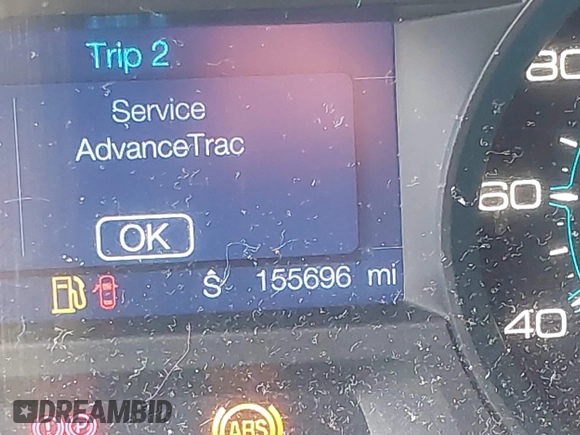 Trip 2
Service
AdvanceTrac
OK
S 155696 mi
80
60
40
ABS
DREAMBID